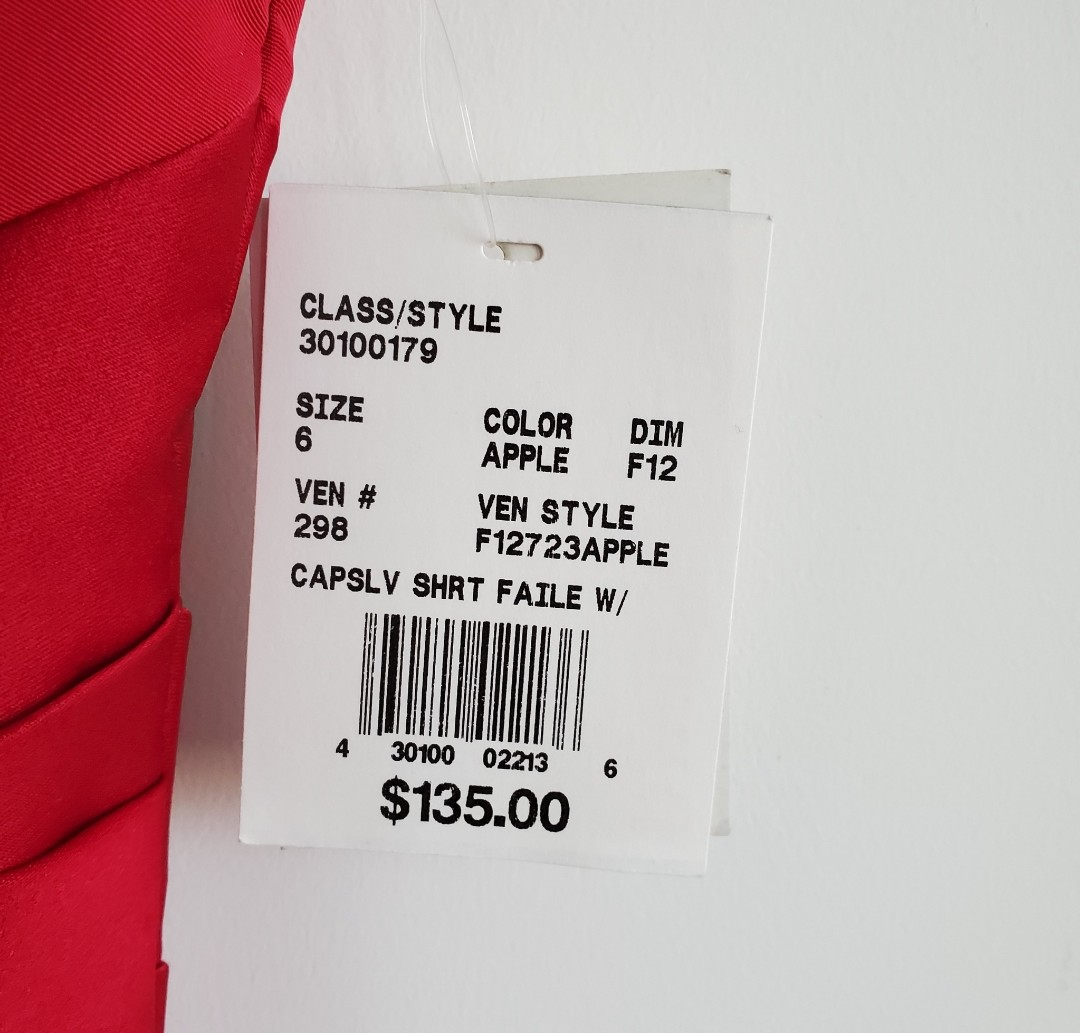 CLASS/STYLE
30100179
SIZE COLOR DIM
6 APPLE F12
VEN # VEN STYLE
298 F12723APPLE
CAPSLV SHRT FAILE W/
4 30100 02213 6
$135.00